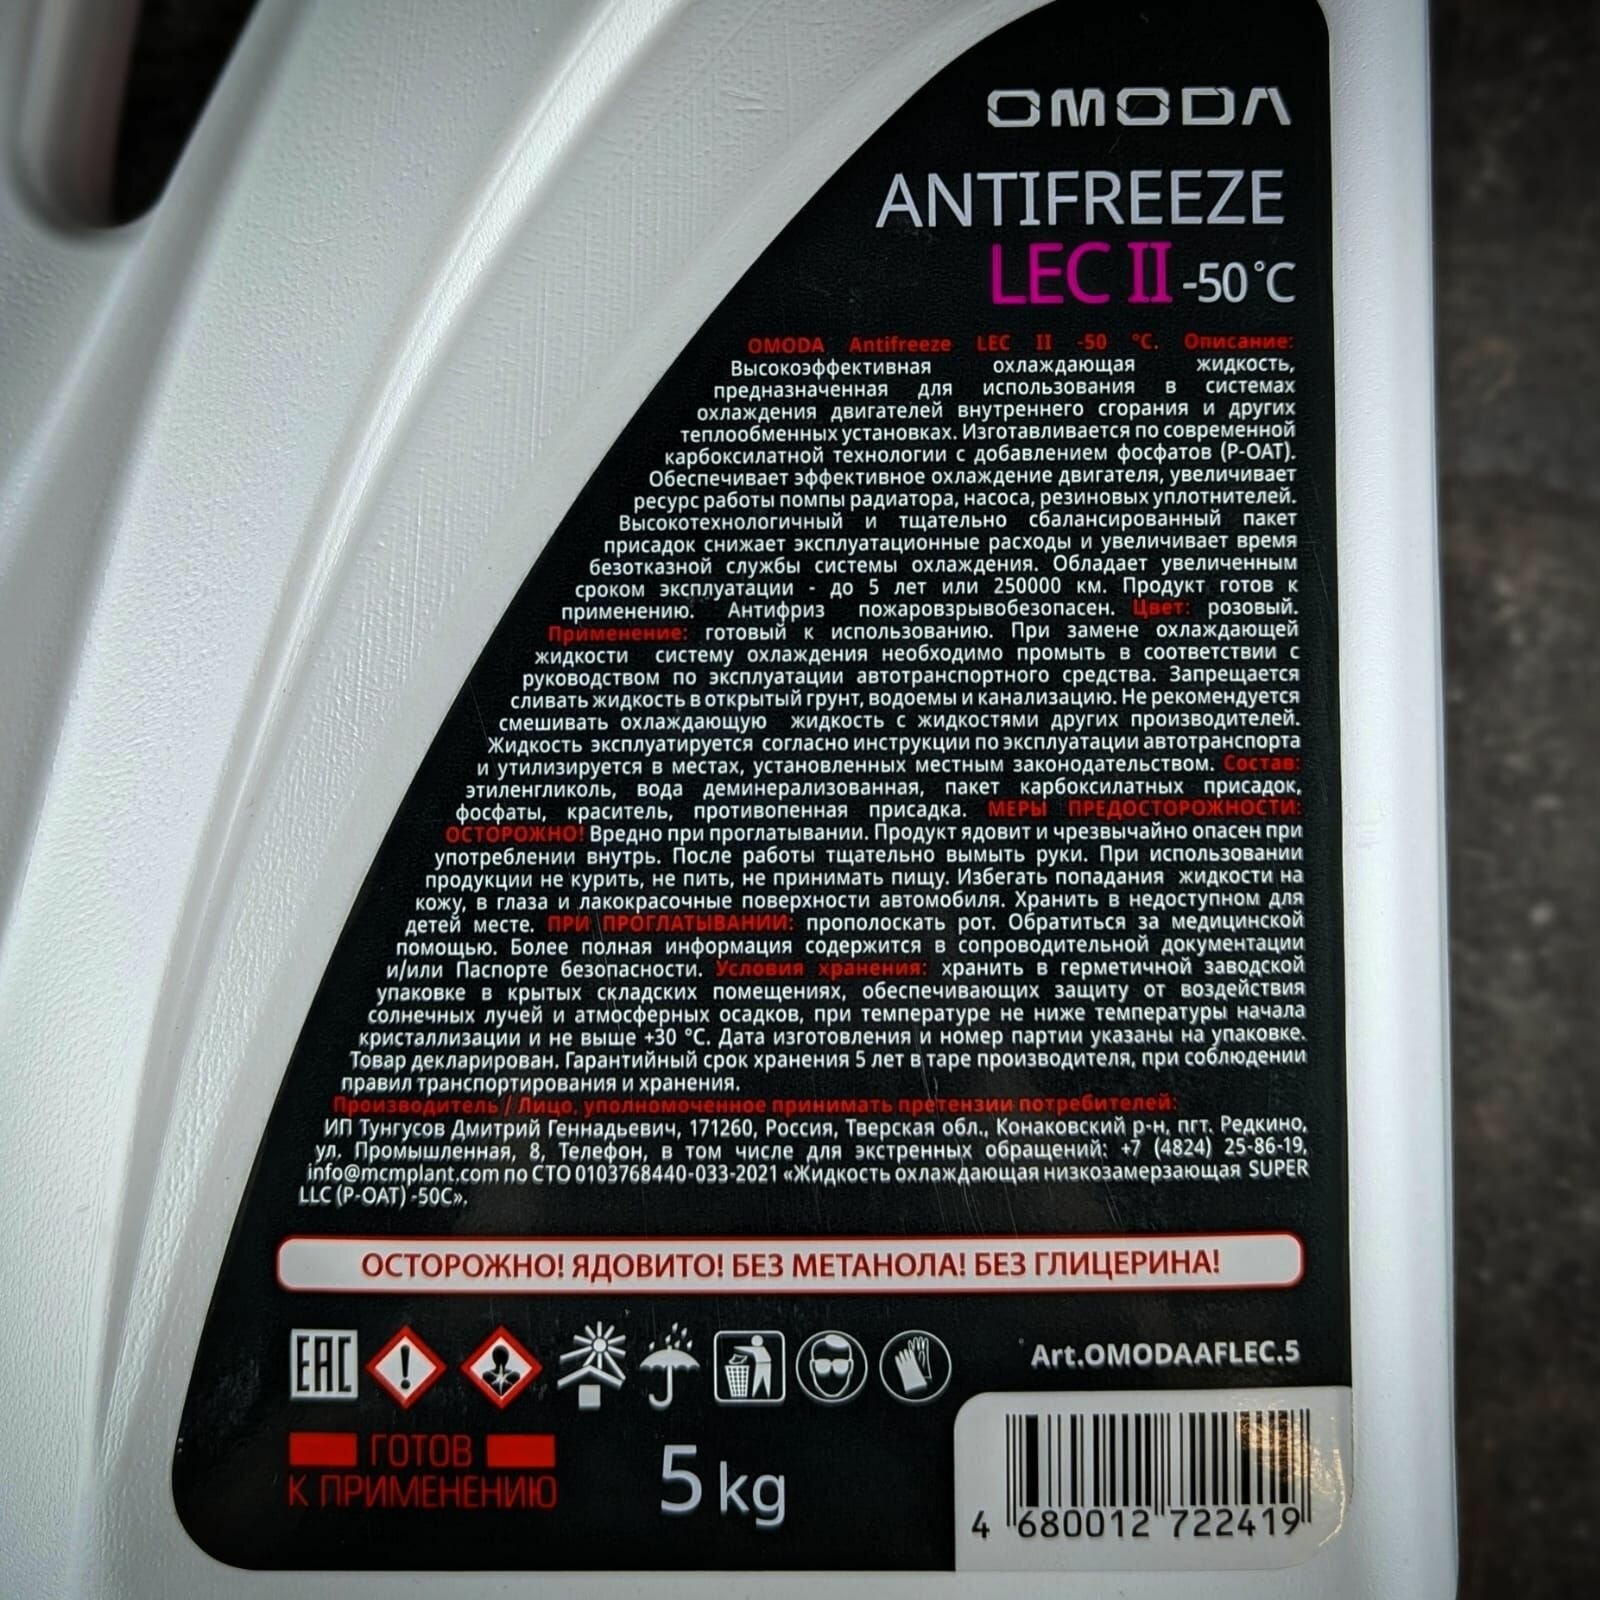 OMODA
ANTIFREEZE
LEC II -50 °C
OMODA Antifreeze LEC II -50 °C. Описание:
Высокоэффективная охлаждающая жидкость,
предназначенная для использования в системах
охлаждения двигателей внутреннего сгорания и других
теплообменных установках. Изготавливается по современной
карбоксилатной технологии с добавлением фосфатов (P-OAT).
Обеспечивает эффективное охлаждение двигателя, увеличивает
ресурс работы помпы радиатора, насоса, резиновых уплотнителей.
Высокотехнологичный и тщательно сбалансированный пакет
присадок снижает эксплуатационные расходы и увеличивает время
безотказной службы системы охлаждения. Обладает увеличенным
сроком эксплуатации - до 5 лет или 250000 км. Продукт готов к
применению. Антифриз пожаровзрывобезопасен. Цвет: розовый.
Применение: готовый к использованию. При замене охлаждающей
жидкости систему охлаждения необходимо промыть в соответствии с
руководством по эксплуатации автотранспортного средства. Запрещается
сливать жидкость в открытый грунт, водоемы и канализацию. Не рекомендуется
смешивать охлаждающую жидкость с жидкостями других производителей.
Жидкость эксплуатируется согласно инструкции по эксплуатации автотранспорта
и утилизируется в местах, установленных местным законодательством. Состав:
этиленгликоль, вода деминерализованная, пакет карбоксилатных присадок,
фосфаты, краситель, противопенная присадка. МЕРЫ ПРЕДОСТОРОЖНОСТИ:
ОСТОРОЖНО! Вредно при проглатывании. Продукт ядовит и чрезвычайно опасен при
употреблении внутрь. После работы тщательно вымыть руки. При использовании
продукции не курить, не пить, не принимать пищу. Избегать попадания жидкости на
кожу, в глаза и лакокрасочные поверхности автомобиля. Хранить в недоступном для
детей месте. ПРИ ПРОГЛАТЫВАНИИ: прополоскать рот. Обратиться за медицинской
помощью. Более полная информация содержится в сопроводительной документации
и/или Паспорте безопасности. Условия хранения: хранить в герметичной заводской
упаковке в крытых складских помещениях, обеспечивающих защиту от воздействия
солнечных лучей и атмосферных осадков, при температуре не ниже температуры начала
кристаллизации и не выше +30 °C. Дата изготовления и номер партии указаны на упаковке.
Товар декларирован. Гарантийный срок хранения 5 лет в таре производителя, при соблюдении
правил транспортирования и хранения.
Производитель / Лицо, уполномоченное принимать претензии потребителей:
ИП Тунгусов Дмитрий Геннадьевич, 171260, Россия, Тверская обл., Конаковский р-н, пгт. Редкино,
ул. Промышленная, 8, Телефон, в том числе для экстренных обращений: +7 (4824) 25-86-19,
info@mcmplant.com по СТО 0103768440-033-2021 «Жидкость охлаждающая низкозамерзающая SUPER
LLC (P-OAT) -50C».
ОСТОРОЖНО! ЯДОВИТО! БЕЗ МЕТАНОЛА! БЕЗ ГЛИЦЕРИНА!
EAC
Art.OMODAAFLEC.5
ГОТОВ
К ПРИМЕНЕНИЮ
5 kg
4 680012 722419